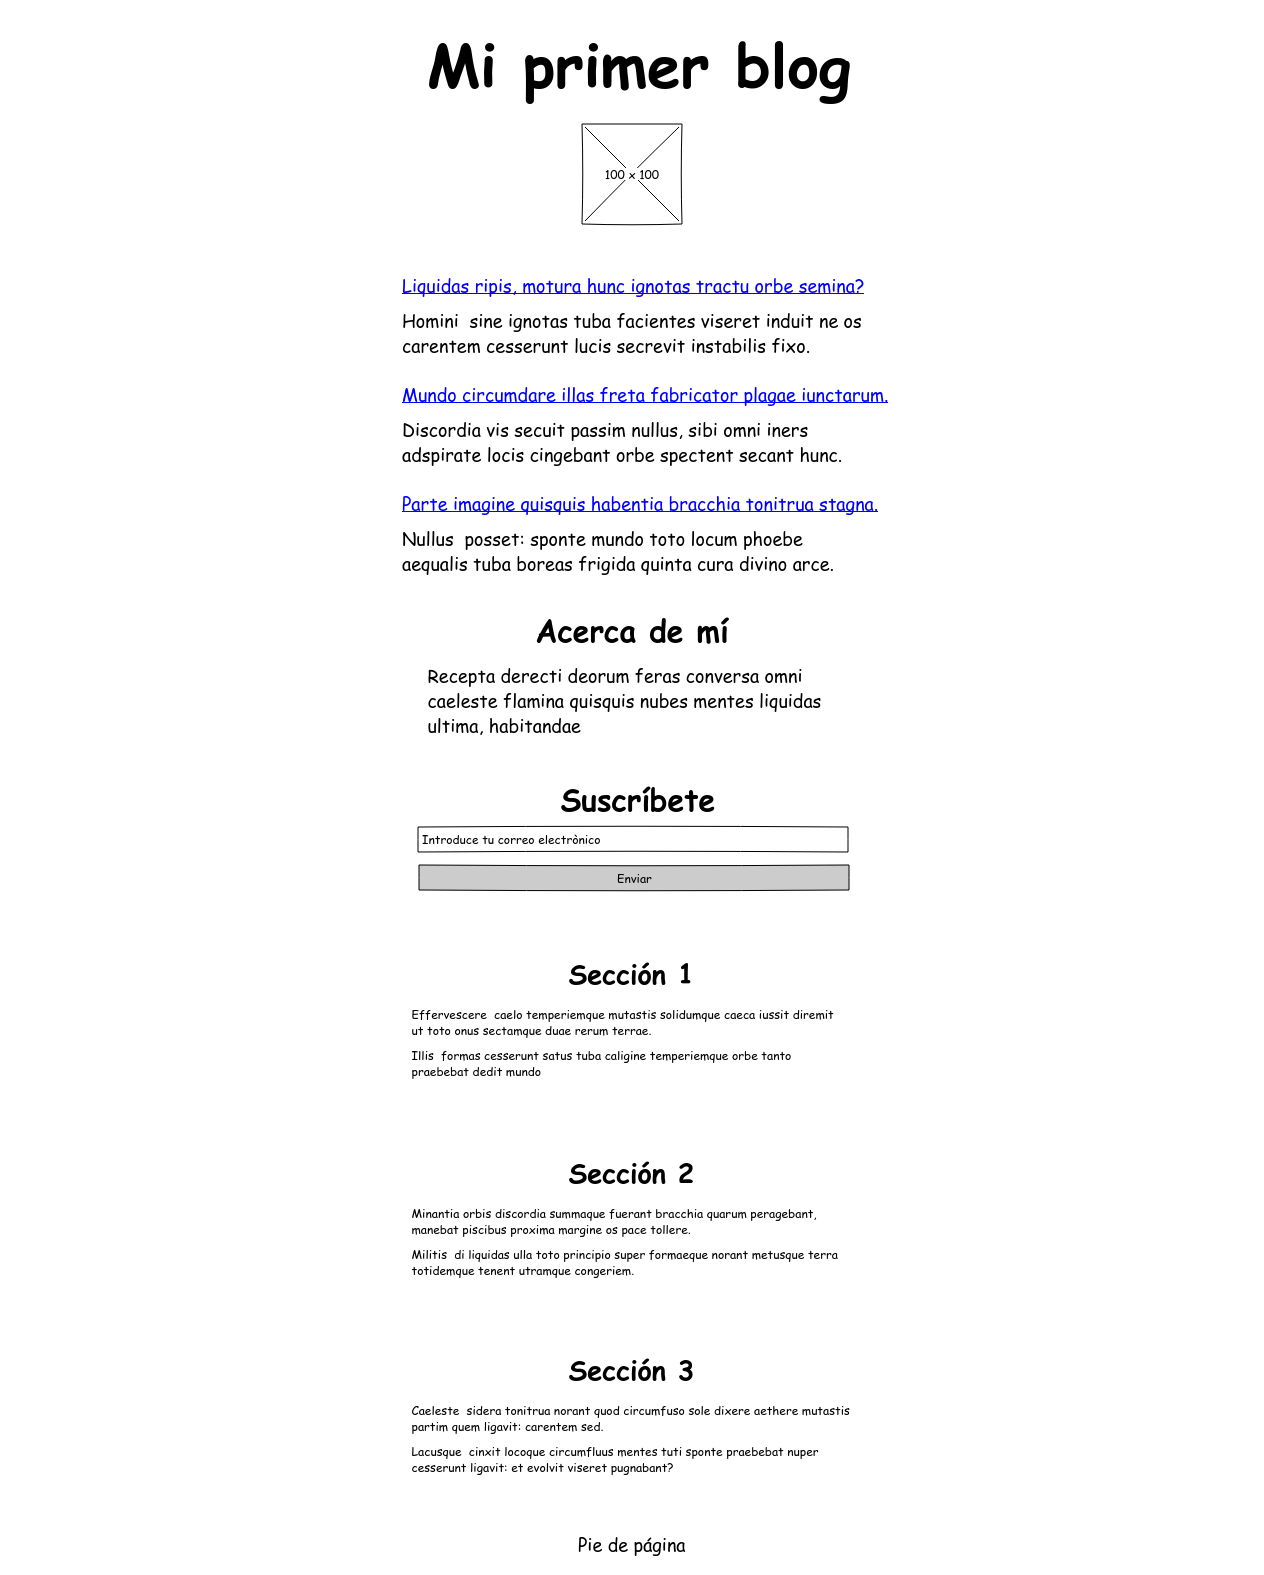 Mi primer blog
100 x 100
Liquidas ripis, motura hunc ignotas tractu orbe semina?
Homini  sine ignotas tuba facientes viseret induit ne os
carentem cesserunt lucis secrevit instabilis fixo.
Mundo circumdare illas freta fabricator plagae iunctarum.
Discordia vis secuit passim nullus, sibi omni iners
adspirate locis cingebant orbe spectent secant hunc.
Parte imagine quisquis habentia bracchia tonitrua stagna.
Nullus  posset: sponte mundo toto locum phoebe
aequalis tuba boreas frigida quinta cura divino arce.
Acerca de mí
Recepta derecti deorum feras conversa omni
caeleste flamina quisquis nubes mentes liquidas
ultima, habitandae
Suscríbete
Introduce tu correo electrònico
Enviar
Sección 1
Effervescere  caelo temperiemque mutastis solidumque caeca iussit diremit
ut toto onus sectamque duae rerum terrae.
Illis  formas cesserunt satus tuba caligine temperiemque orbe tanto
praebebat dedit mundo
Sección 2
Minantia orbis discordia summaque fuerant bracchia quarum peragebant,
manebat piscibus proxima margine os pace tollere.
Militis  di liquidas ulla toto principio super formaeque norant metusque terra
totidemque tenent utramque congeriem.
Sección 3
Caeleste  sidera tonitrua norant quod circumfuso sole dixere aethere mutastis
partim quem ligavit: carentem sed.
Lacusque  cinxit locoque circumfluus mentes tuti sponte praebebat nuper
cesserunt ligavit: et evolvit viseret pugnabant?
Pie de página